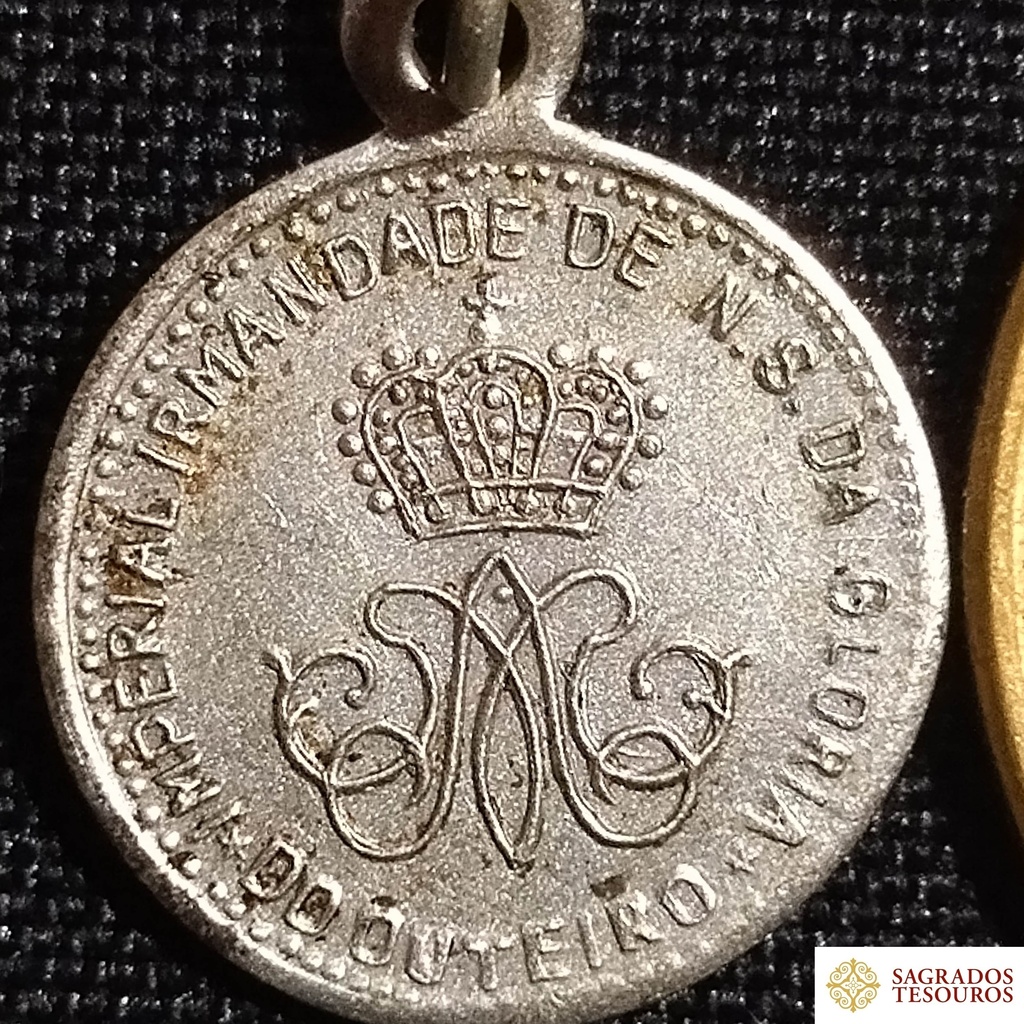 IMPERIAL IRMANDADE DE N. S. DA GLORIA
DO OUTEIRO
SAGRADOS
TESOUROS